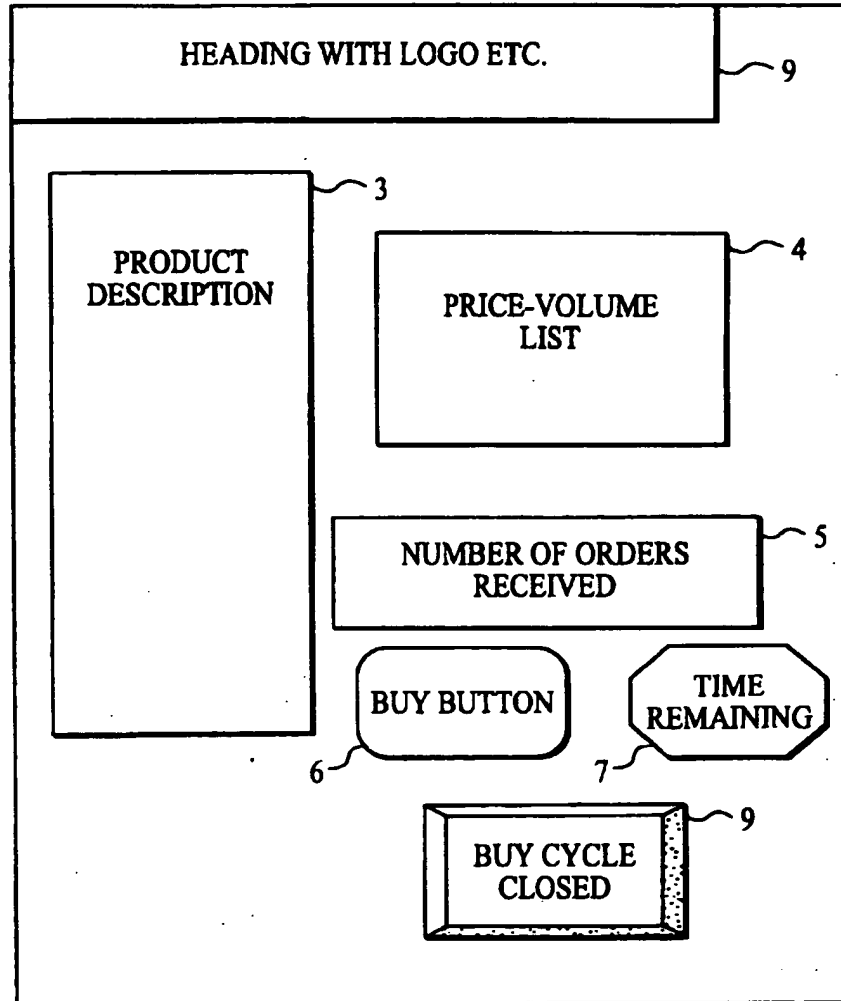 HEADING WITH LOGO ETC.
9
3
PRODUCT
DESCRIPTION
4
PRICE-VOLUME
LIST
5
NUMBER OF ORDERS
RECEIVED
BUY BUTTON
6
TIME
REMAINING
7
9
BUY CYCLE
CLOSED